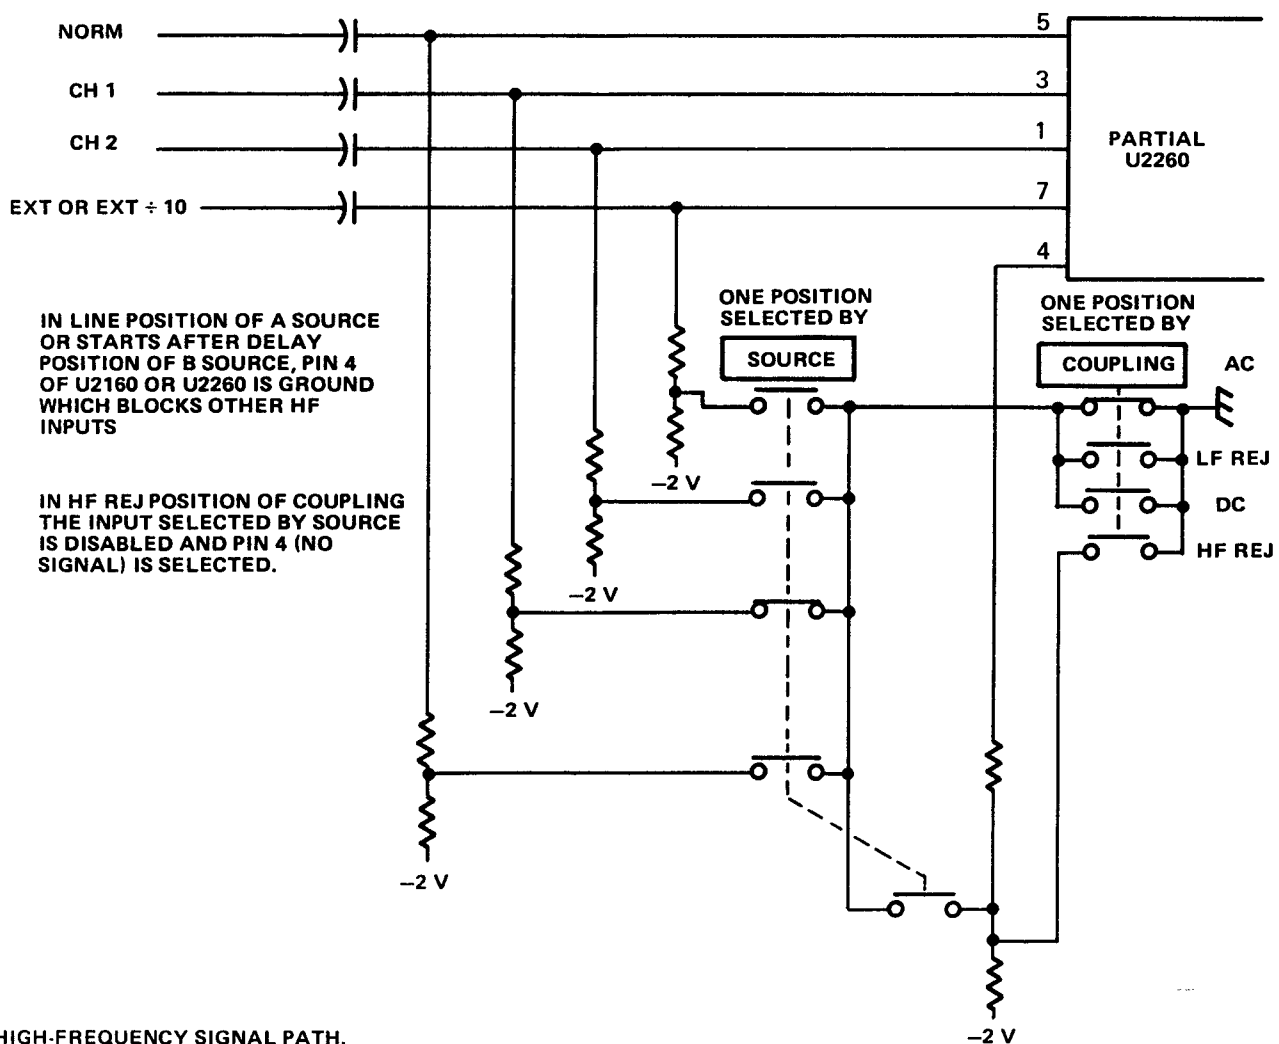 NORM
5
CH 1
3
CH 2
1
PARTIAL
U2260
EXT OR EXT ÷ 10
7
4
IN LINE POSITION OF A SOURCE
OR STARTS AFTER DELAY
POSITION OF B SOURCE, PIN 4
OF U2160 OR U2260 IS GROUND
WHICH BLOCKS OTHER HF
INPUTS
ONE POSITION
SELECTED BY
SOURCE
ONE POSITION
SELECTED BY
COUPLING
AC
LF REJ
DC
HF REJ
–2 V
IN HF REJ POSITION OF COUPLING
THE INPUT SELECTED BY SOURCE
IS DISABLED AND PIN 4 (NO
SIGNAL) IS SELECTED.
–2 V
–2 V
–2 V
–2 V
HIGH-FREQUENCY SIGNAL PATH.